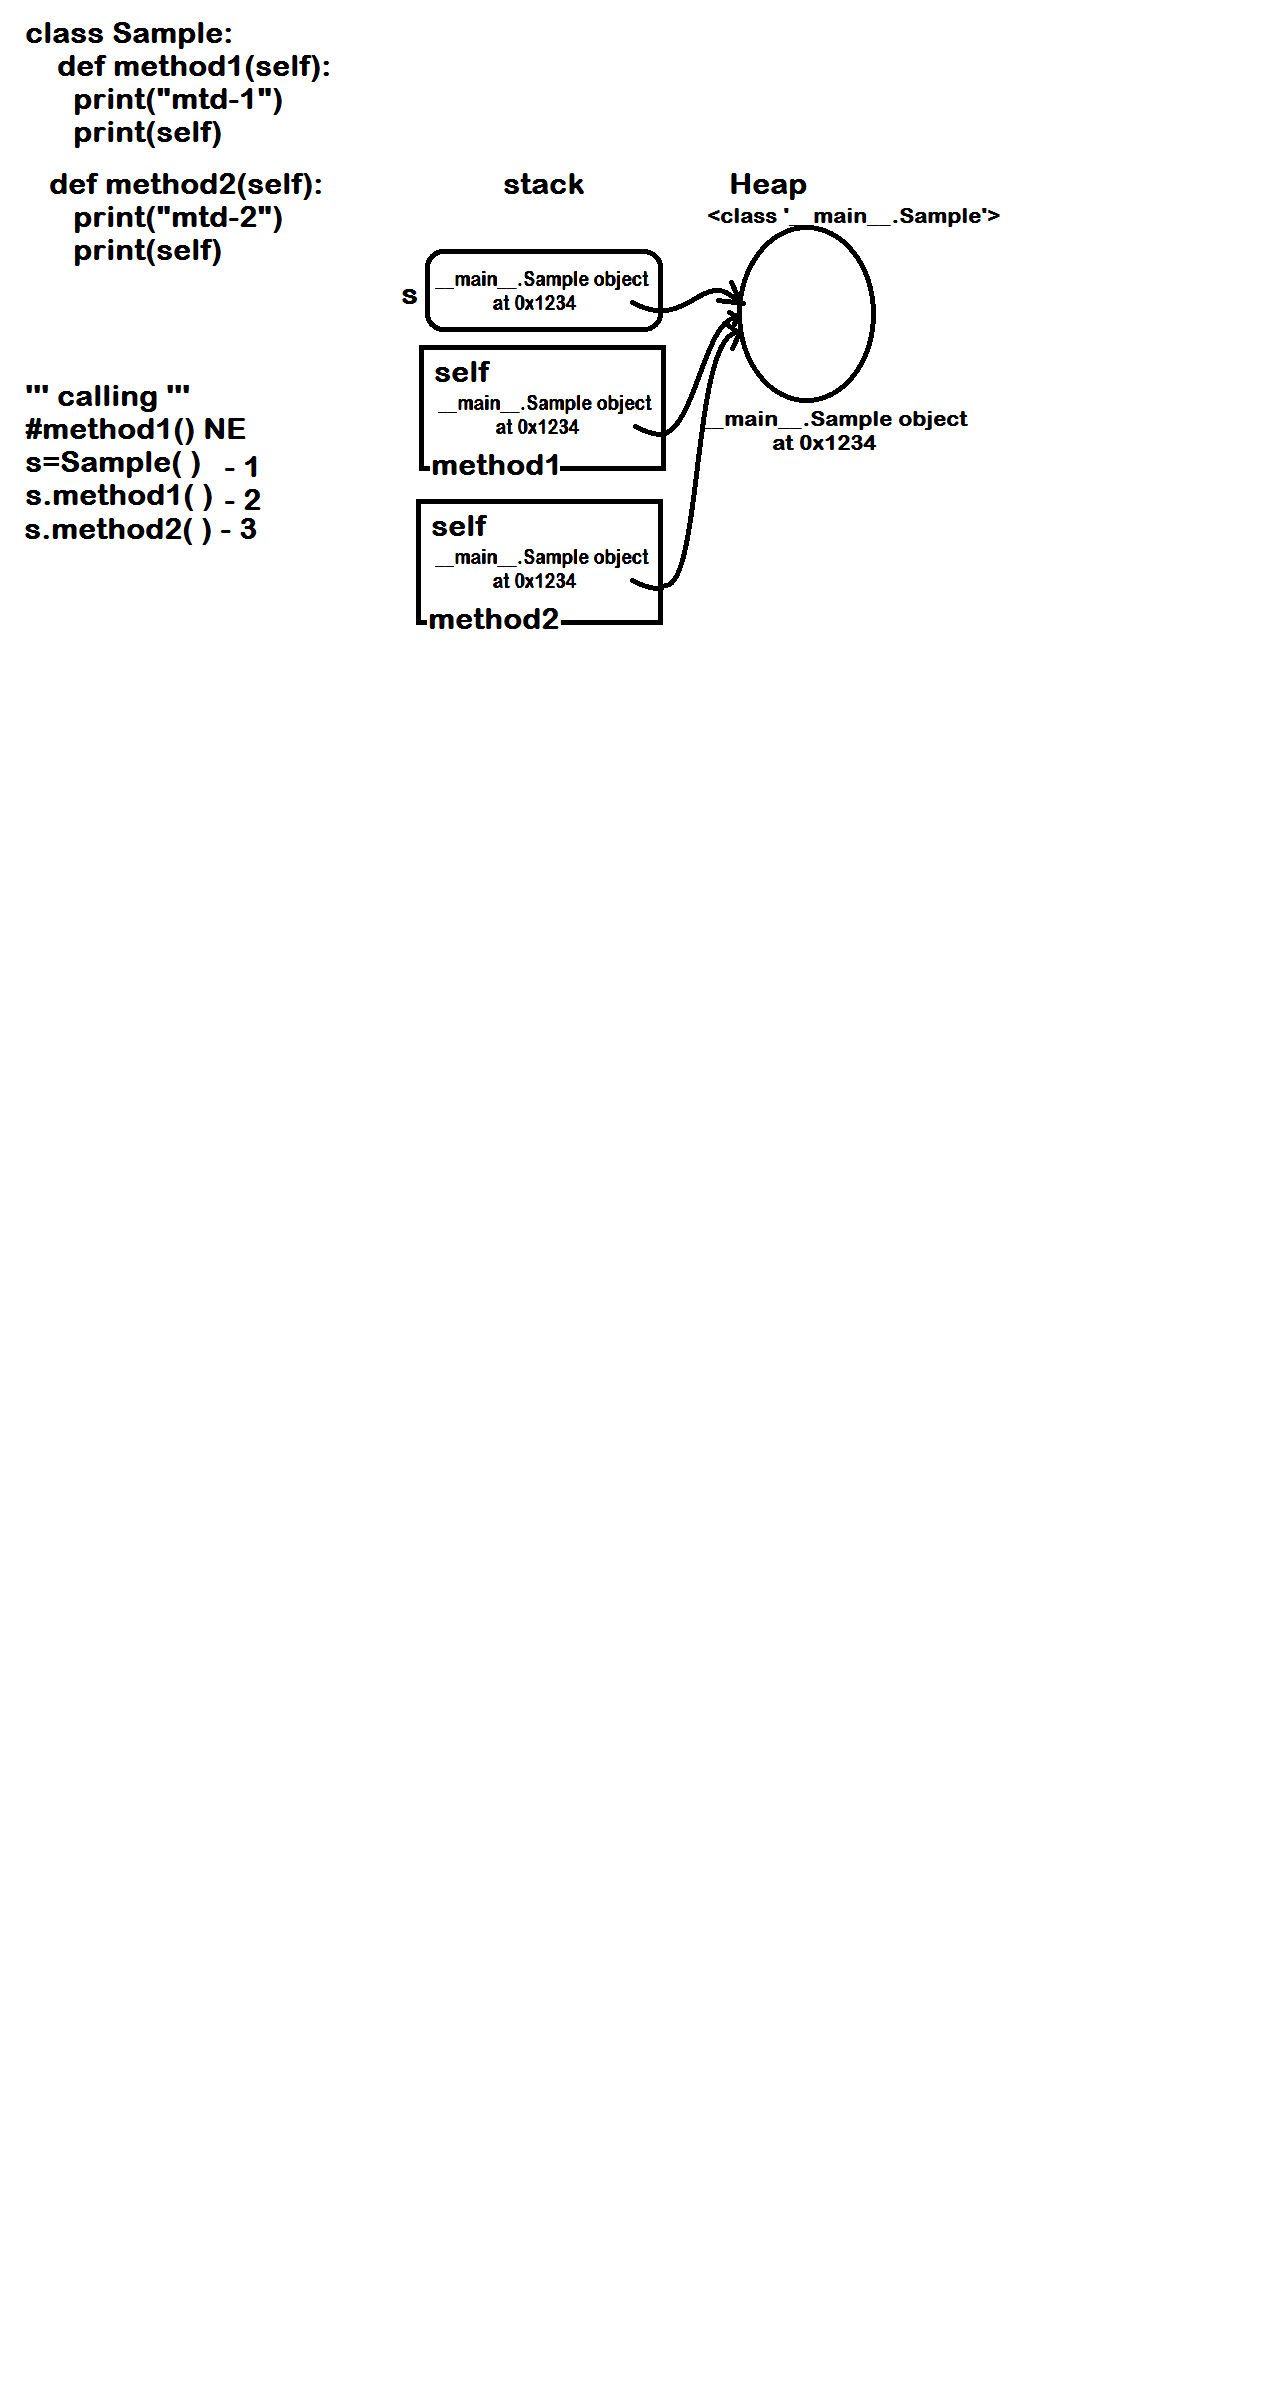 class Sample:
def method1(self):
print("mtd-1")
print(self)
def method2(self):
print("mtd-2")
print(self)
''' calling '''
#method1() NE
s=Sample( ) - 1
s.method1( ) - 2
s.method2( ) - 3
stack
s
__main__.Sample object
at 0x1234
self
__main__.Sample object
at 0x1234
method1
self
__main__.Sample object
at 0x1234
method2
Heap
<class '__main__.Sample'>
__main__.Sample object
at 0x1234